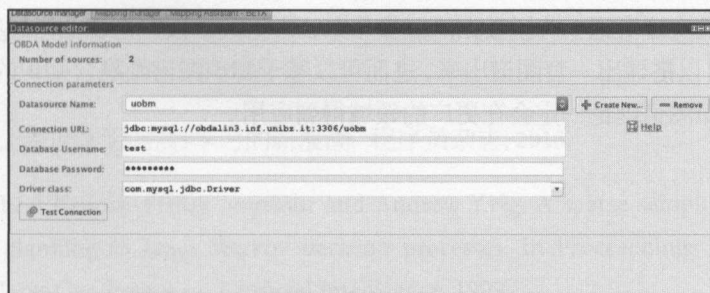 Datasource manager Mapping manager Mapping Assistant - BETA
Datasource editor:
OBDA Model information
Number of sources: 2
Connection parameters
Datasource Name: uobm Create New... Remove
Connection URL: jdbc:mysql://obdalin3.inf.unibz.it:3306/uobm Help
Database Username: test
Database Password: *********
Driver class: com.mysql.jdbc.Driver
Test Connection